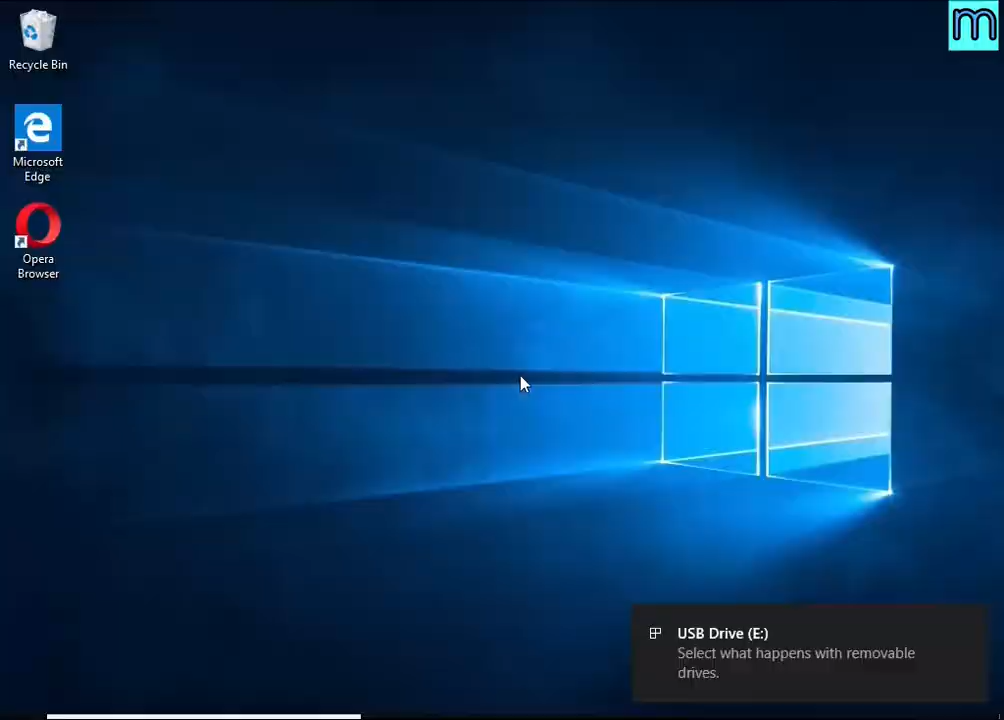 Recycle Bin
Microsoft
Edge
Opera
Browser
m
USB Drive (E:)
Select what happens with removable
drives.